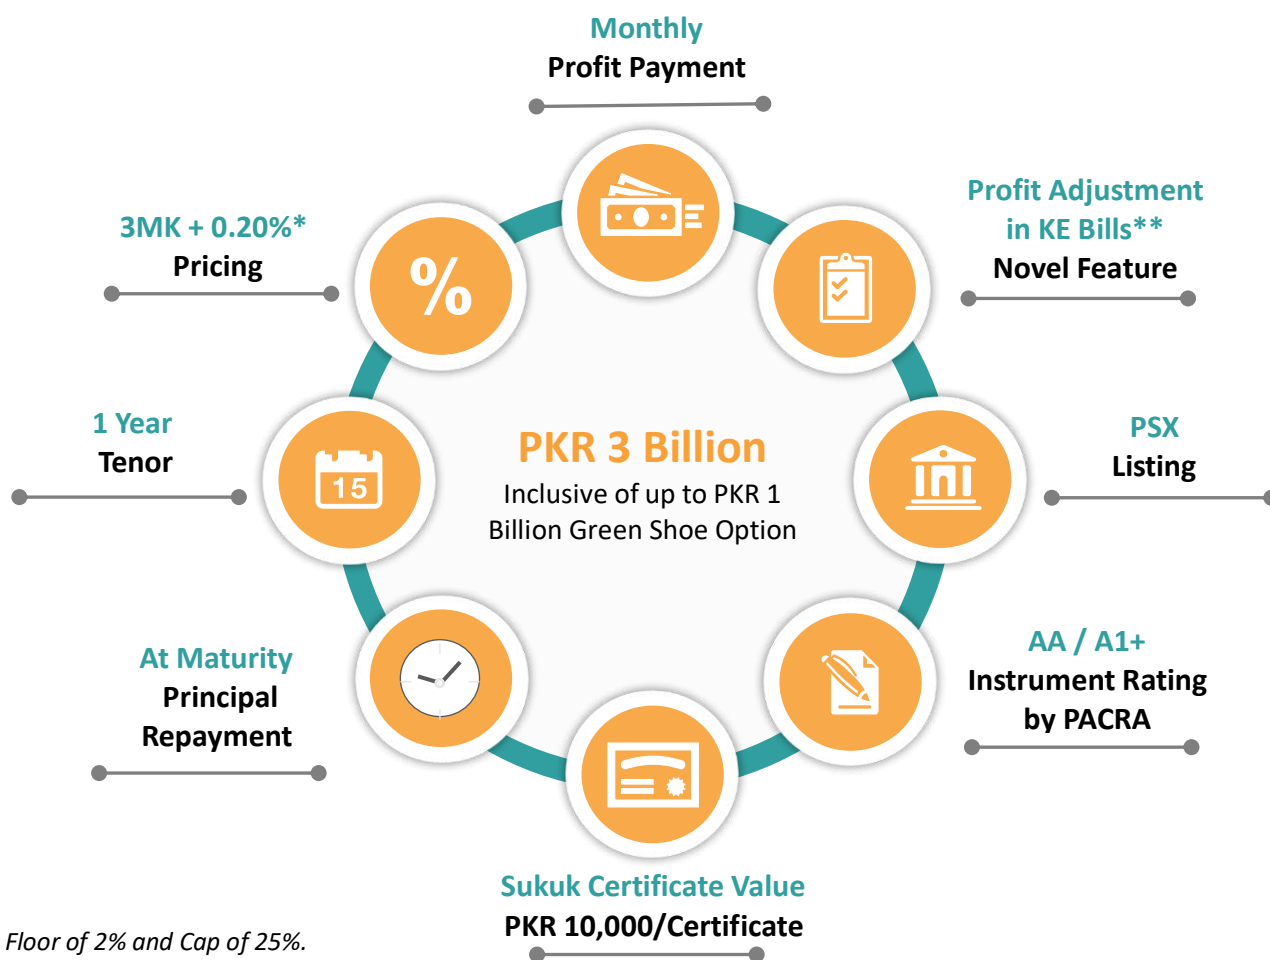 Monthly
Profit Payment
Profit Adjustment
in KE Bills**
Novel Feature
3MK + 0.20%*
Pricing
%
1 Year
Tenor
15
PKR 3 Billion
Inclusive of up to PKR 1
Billion Green Shoe Option
PSX
Listing
At Maturity
Principal
Repayment
AA / A1+
Instrument Rating
by PACRA
Sukuk Certificate Value
PKR 10,000/Certificate
Floor of 2% and Cap of 25%.